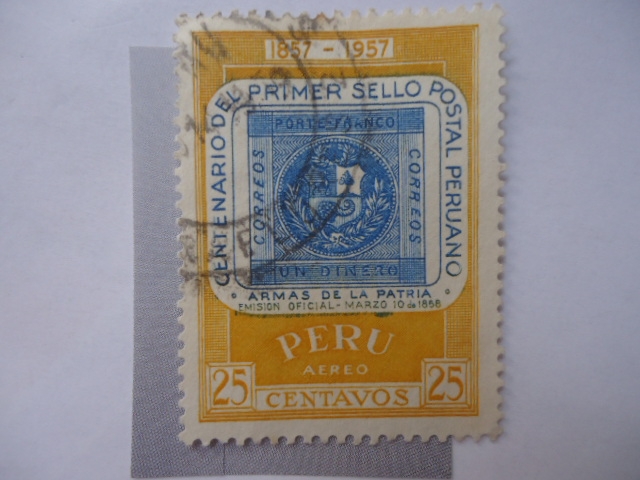 1857 - 1957
CENTENARIO DEL PRIMER SELLO POSTAL PERUANO
PORTE FRANCO
CORREOS
CORREOS
UN DINERO
ARMAS DE LA PATRIA
EMISION OFICIAL - MARZO 10 de 1858
PERU
AEREO
25 CENTAVOS 25